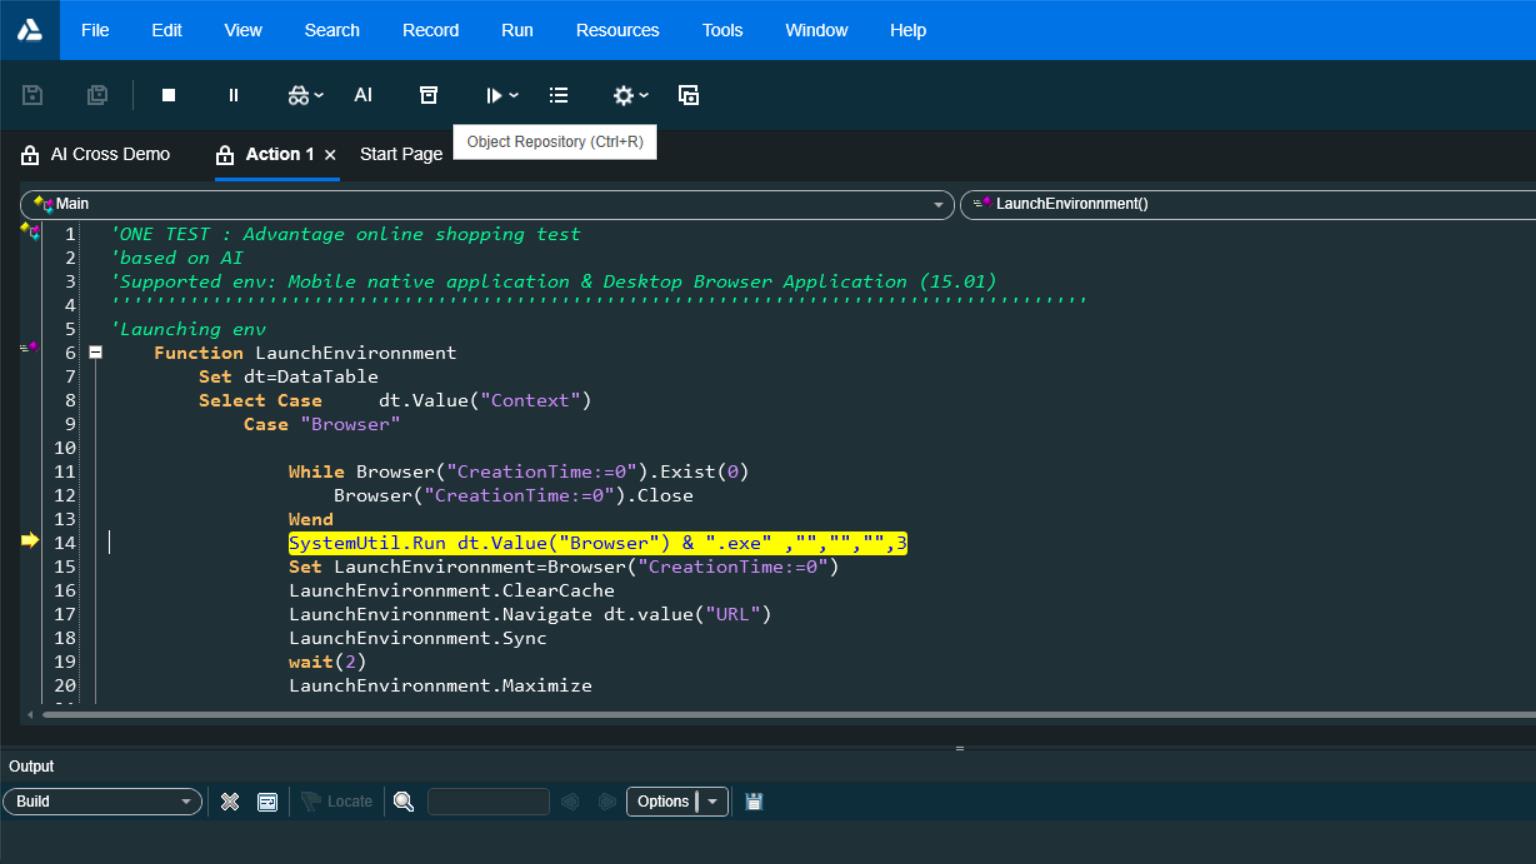 File Edit View Search Record Run Resources Tools Window Help
AI
Object Repository (Ctrl+R)
AI Cross Demo Action 1 × Start Page
Main LaunchEnvironnment()
1 'ONE TEST : Advantage online shopping test
2 'based on AI
3 'Supported env: Mobile native application & Desktop Browser Application (15.01)
4 '''''''''''''''''''''''''''''''''''''''''''''''''''''''''''''''''''''''''''''''''''''''
5 'Launching env
6 Function LaunchEnvironnment
7 Set dt=DataTable
8 Select Case dt.Value("Context")
9 Case "Browser"
10
11 While Browser("CreationTime:=0").Exist(0)
12 Browser("CreationTime:=0").Close
13 Wend
14 SystemUtil.Run dt.Value("Browser") & ".exe" ,"","","",3
15 Set LaunchEnvironnment=Browser("CreationTime:=0")
16 LaunchEnvironnment.ClearCache
17 LaunchEnvironnment.Navigate dt.value("URL")
18 LaunchEnvironnment.Sync
19 wait(2)
20 LaunchEnvironnment.Maximize
Output
Build Locate Options